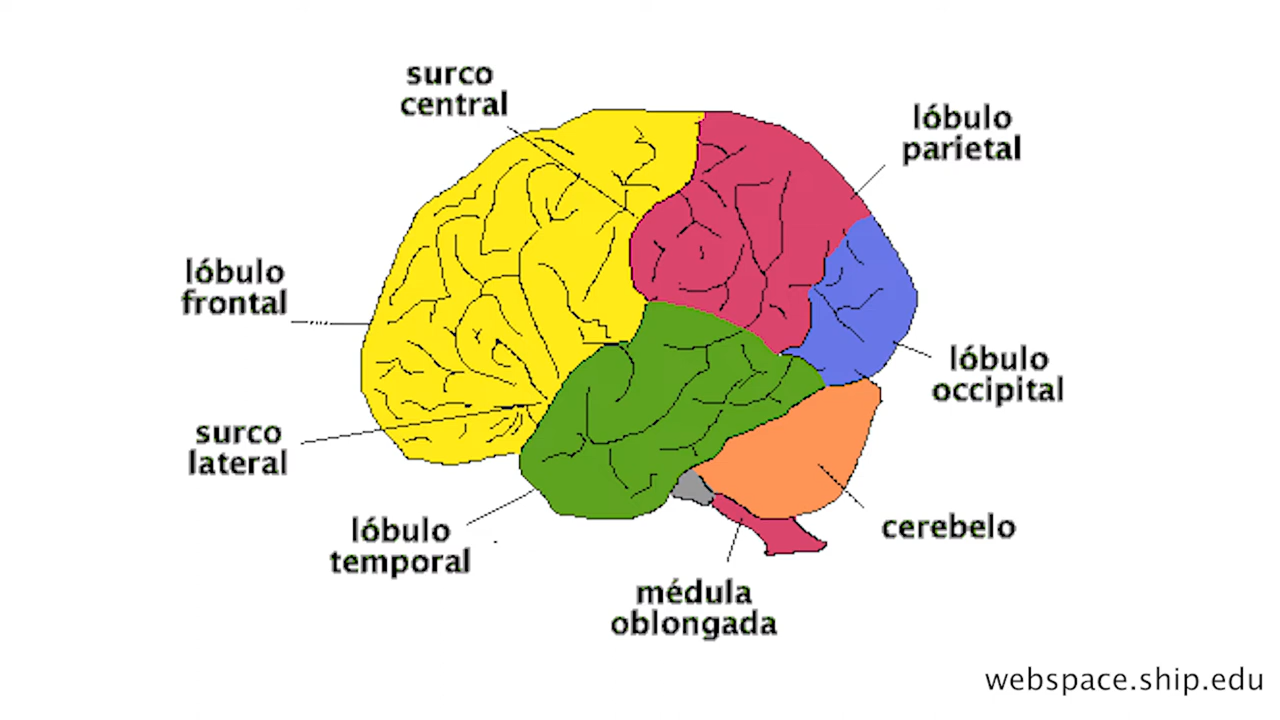 surco
central
lóbulo
parietal
lóbulo
frontal
lóbulo
occipital
surco
lateral
lóbulo
temporal
cerebelo
médula
oblongada
webspace.ship.edu